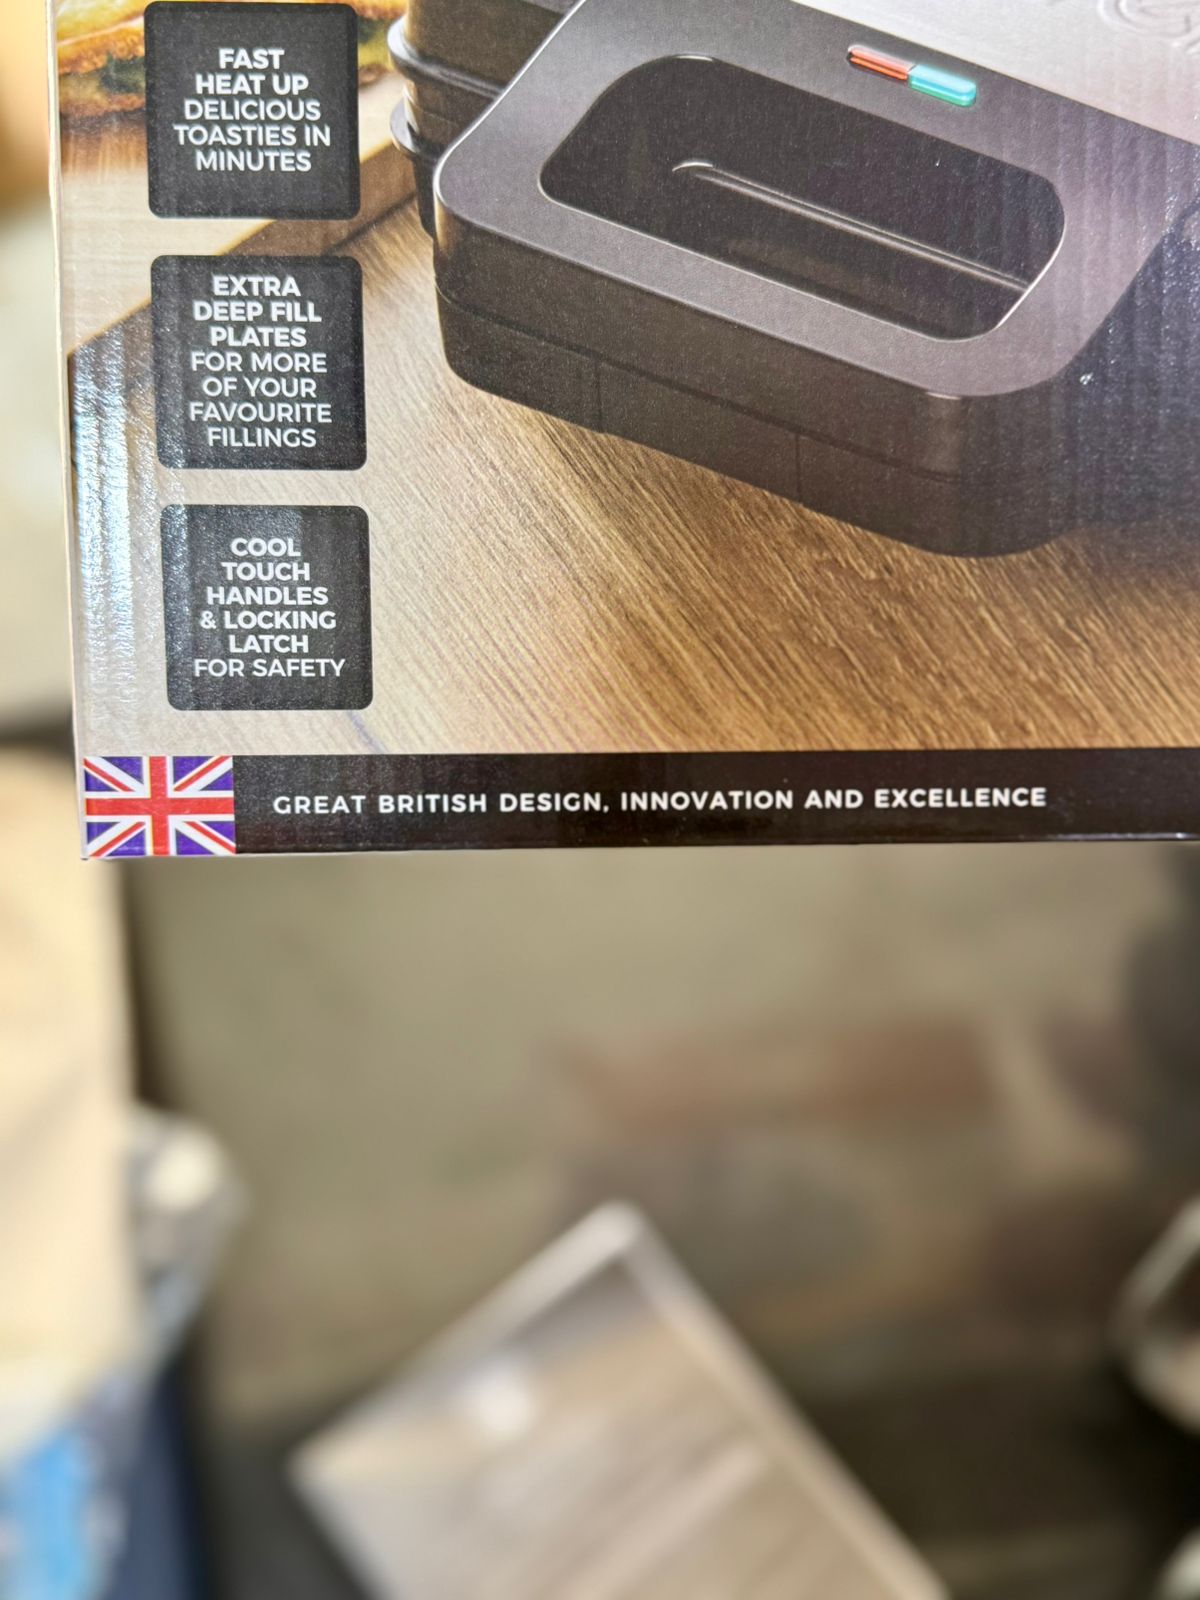 FAST
HEAT UP
DELICIOUS
TOASTIES IN
MINUTES
EXTRA
DEEP FILL
PLATES
FOR MORE
OF YOUR
FAVOURITE
FILLINGS
COOL
TOUCH
HANDLES
& LOCKING
LATCH
FOR SAFETY
GREAT BRITISH DESIGN, INNOVATION AND EXCELLENCE